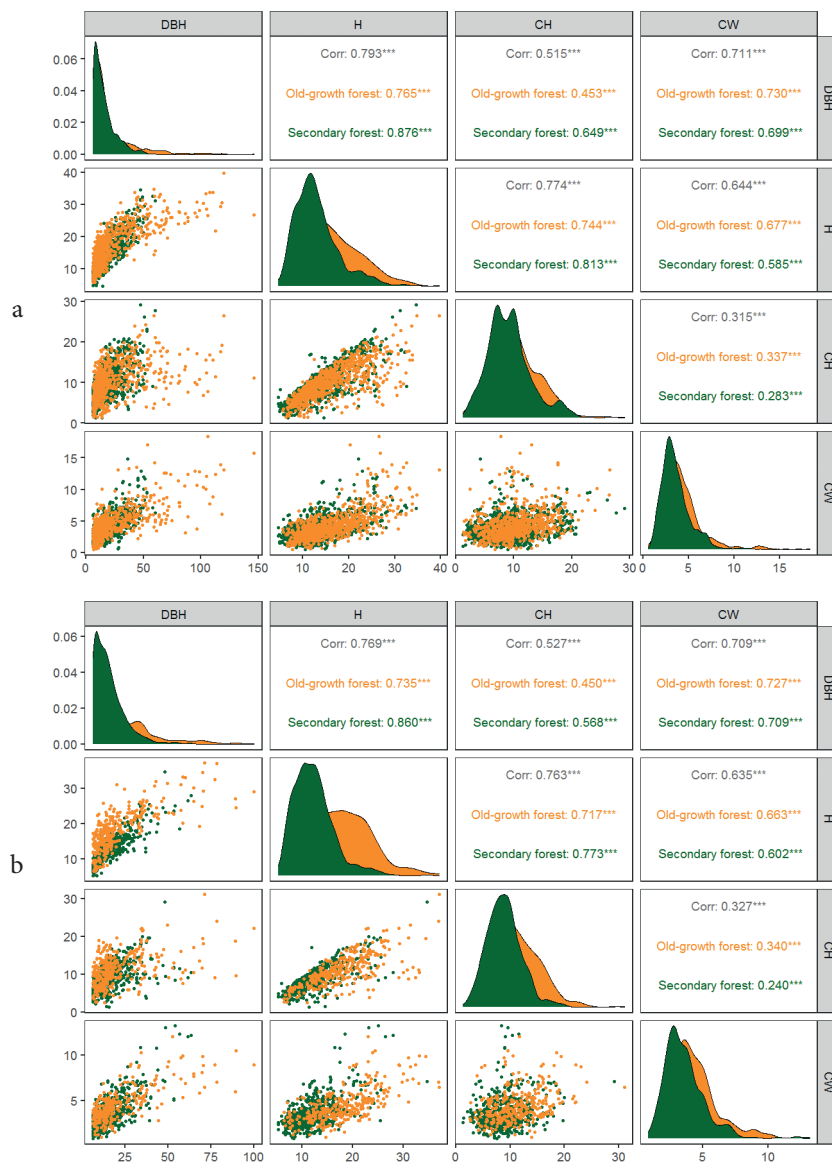 DBH H CH CW
0.06
0.04
0.02
0.00
Corr: 0.793***
Old-growth forest: 0.765***
Secondary forest: 0.876***
Corr: 0.515***
Old-growth forest: 0.453***
Secondary forest: 0.649***
Corr: 0.711***
Old-growth forest: 0.730***
Secondary forest: 0.699***
DBH
40
30
20
10
Corr: 0.774***
Old-growth forest: 0.744***
Secondary forest: 0.813***
Corr: 0.644***
Old-growth forest: 0.677***
Secondary forest: 0.585***
H
a
30
20
10
0
Corr: 0.315***
Old-growth forest: 0.337***
Secondary forest: 0.283***
CH
15
10
5
0
CW
0 50 100 150 10 20 30 40 0 10 20 30 0 5 10 15
DBH H CH CW
0.06
0.04
0.02
0.00
Corr: 0.769***
Old-growth forest: 0.735***
Secondary forest: 0.860***
Corr: 0.527***
Old-growth forest: 0.450***
Secondary forest: 0.568***
Corr: 0.709***
Old-growth forest: 0.727***
Secondary forest: 0.709***
DBH
30
20
10
Corr: 0.763***
Old-growth forest: 0.717***
Secondary forest: 0.773***
Corr: 0.635***
Old-growth forest: 0.663***
Secondary forest: 0.602***
H
b
30
20
10
0
Corr: 0.327***
Old-growth forest: 0.340***
Secondary forest: 0.240***
CH
10
5
CW
25 50 75 100 10 20 30 0 10 20 30 5 10